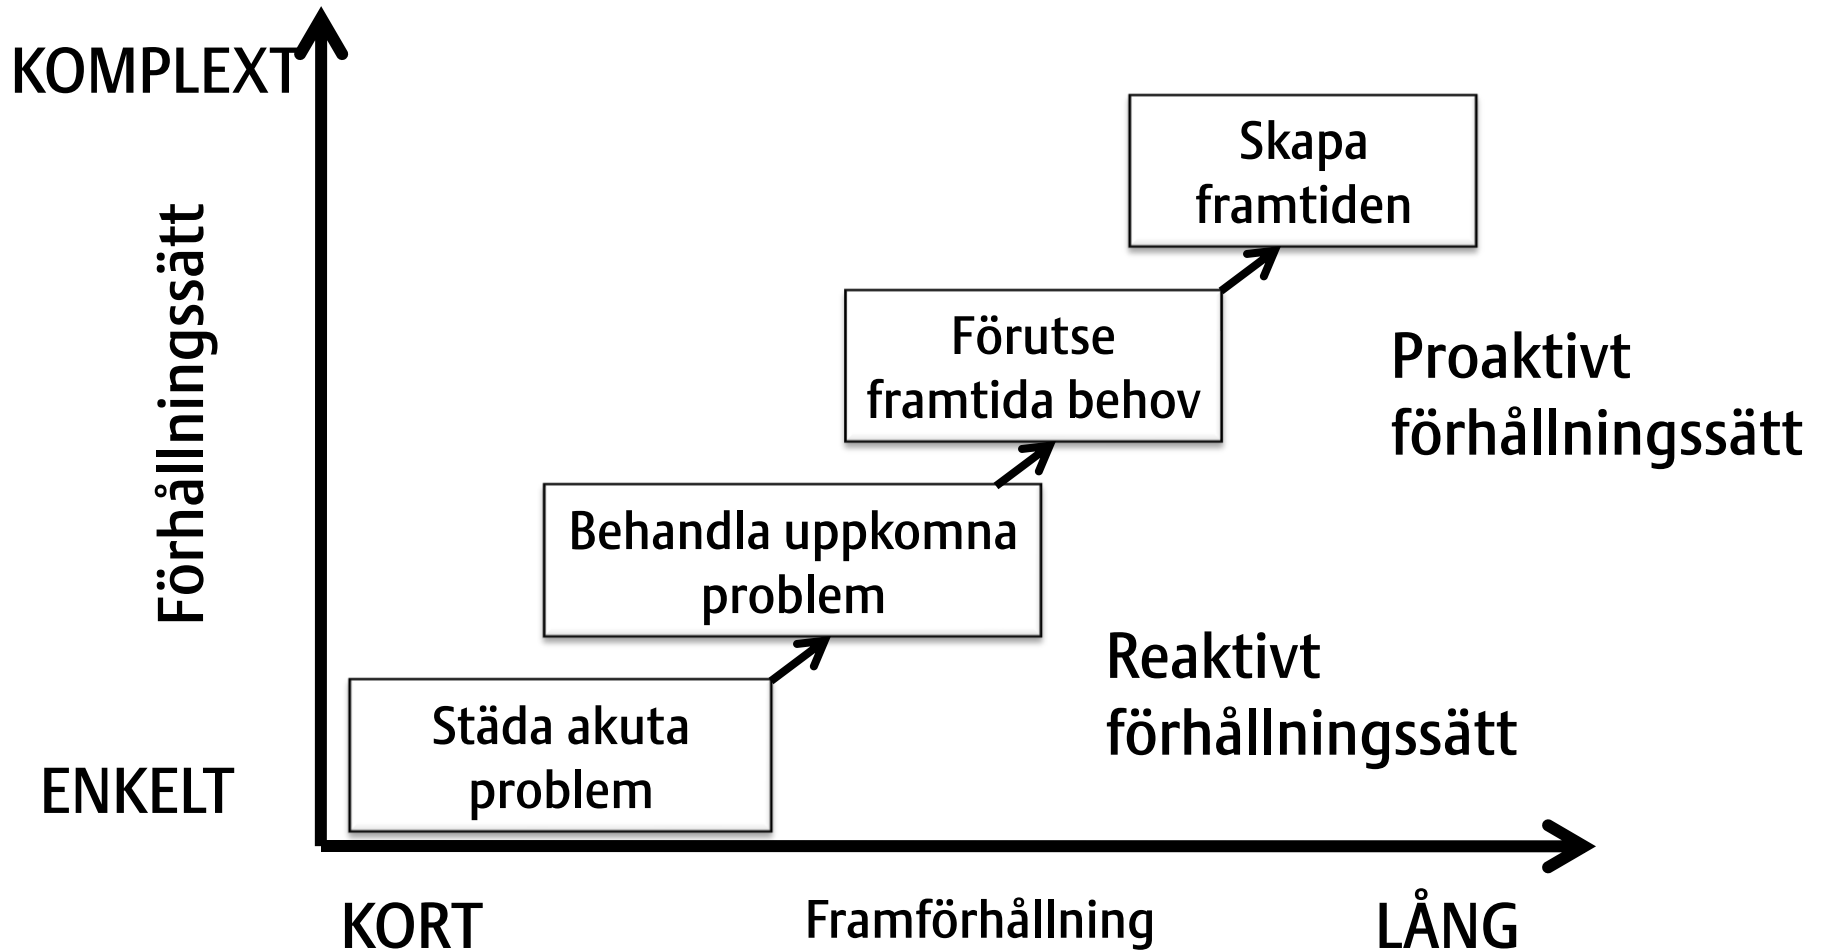 KOMPLEXT
Skapa
framtiden
Förhållningssätt
Förutse
framtida behov
Proaktivt
förhållningssätt
Behandla uppkomna
problem
Reaktivt
förhållningssätt
Städa akuta
problem
ENKELT
KORT
Framförhållning
LÅNG